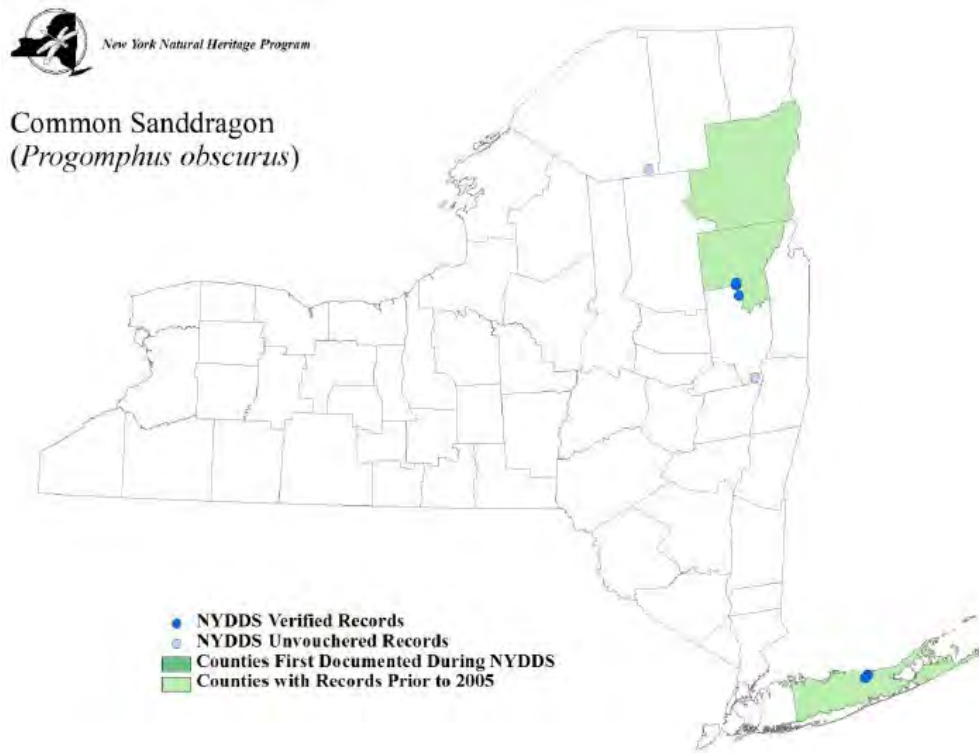 New York Natural Heritage Program
Common Sanddragon
(Progomphus obscurus)
NYDDS Verified Records
NYDDS Unvouchered Records
Counties First Documented During NYDDS
Counties with Records Prior to 2005